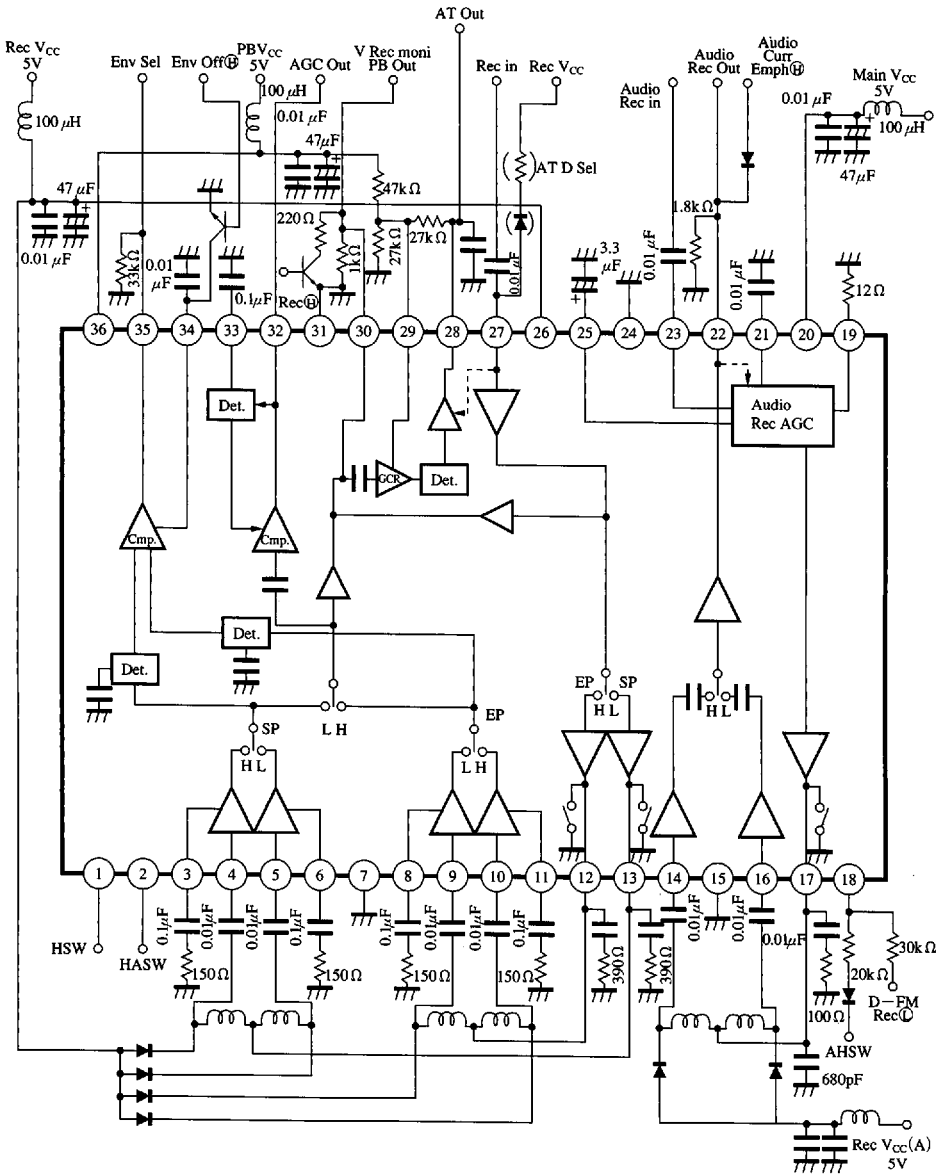 AT Out
Rec VCC
5V
Env Sel
Env Off Ⓗ
PBVCC
5V
AGC Out
V Rec moni
PB Out
Rec in
Rec VCC
Audio
Rec in
Audio
Rec Out
Audio
Curr
Emph Ⓗ
Main VCC
5V
100 μH
100 μH
0.01 μF
47μF
(AT D Sel)
0.01 μF
100 μH
47μF
47 μF
0.01 μF
33kΩ
0.01
μF
0.1μF
220Ω
Rec Ⓗ
1kΩ
47kΩ
27kΩ
27kΩ
0.01μF
3.3
μF
0.01 μF
1.8kΩ
0.01 μF
12Ω
36 35 34 33 32 31 30 29 28 27 26 25 24 23 22 21 20 19
Det.
Audio
Rec AGC
GCR
Det.
Cmp.
Cmp.
Det.
Det.
L H
SP
H L
EP
L H
EP SP
H L
H L
1 2 3 4 5 6 7 8 9 10 11 12 13 14 15 16 17 18
HSW
HASW
0.1μF
0.01μF
0.01μF
0.1μF
150Ω
150Ω
0.1μF
0.01μF
0.01μF
0.1μF
150Ω
150Ω
390Ω
390Ω
0.01μF
0.01μF
0.01μF
100Ω
20kΩ
30kΩ
D–FM
Rec Ⓛ
AHSW
680pF
Rec VCC(A)
5V